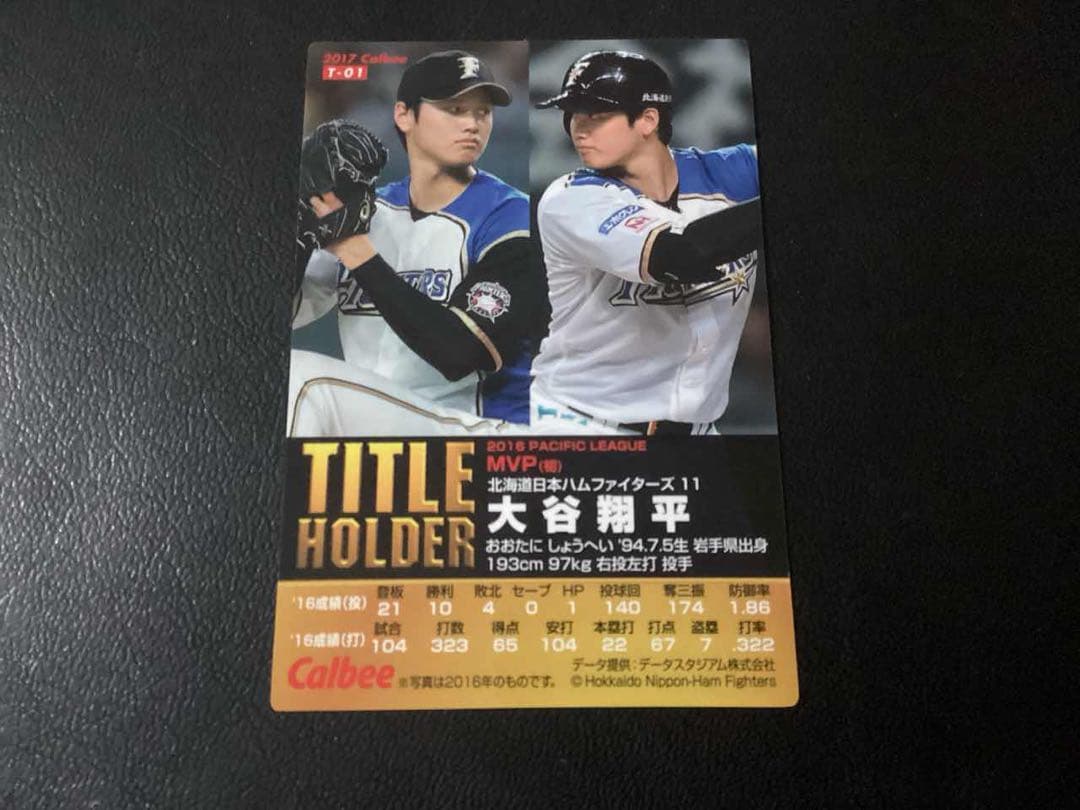 2017 Calbee
T-01
F
F
北海道
TITLE
HOLDER
2016 PACIFIC LEAGUE
MVP(初)
北海道日本ハムファイターズ 11
大谷翔平
おおたに しょうへい '94.7.5生 岩手県出身
193cm 97kg 右投左打 投手
登板 勝利 敗北 セーブ HP 投球回 奪三振 防御率
'16成績(投) 21 10 4 0 1 140 174 1.86
試合 打数 得点 安打 本塁打 打点 盗塁 打率
'16成績(打) 104 323 65 104 22 67 7 .322
データ提供：データスタジアム株式会社
Calbee ※写真は2016年のものです。 ©Hokkaido Nippon-Ham Fighters